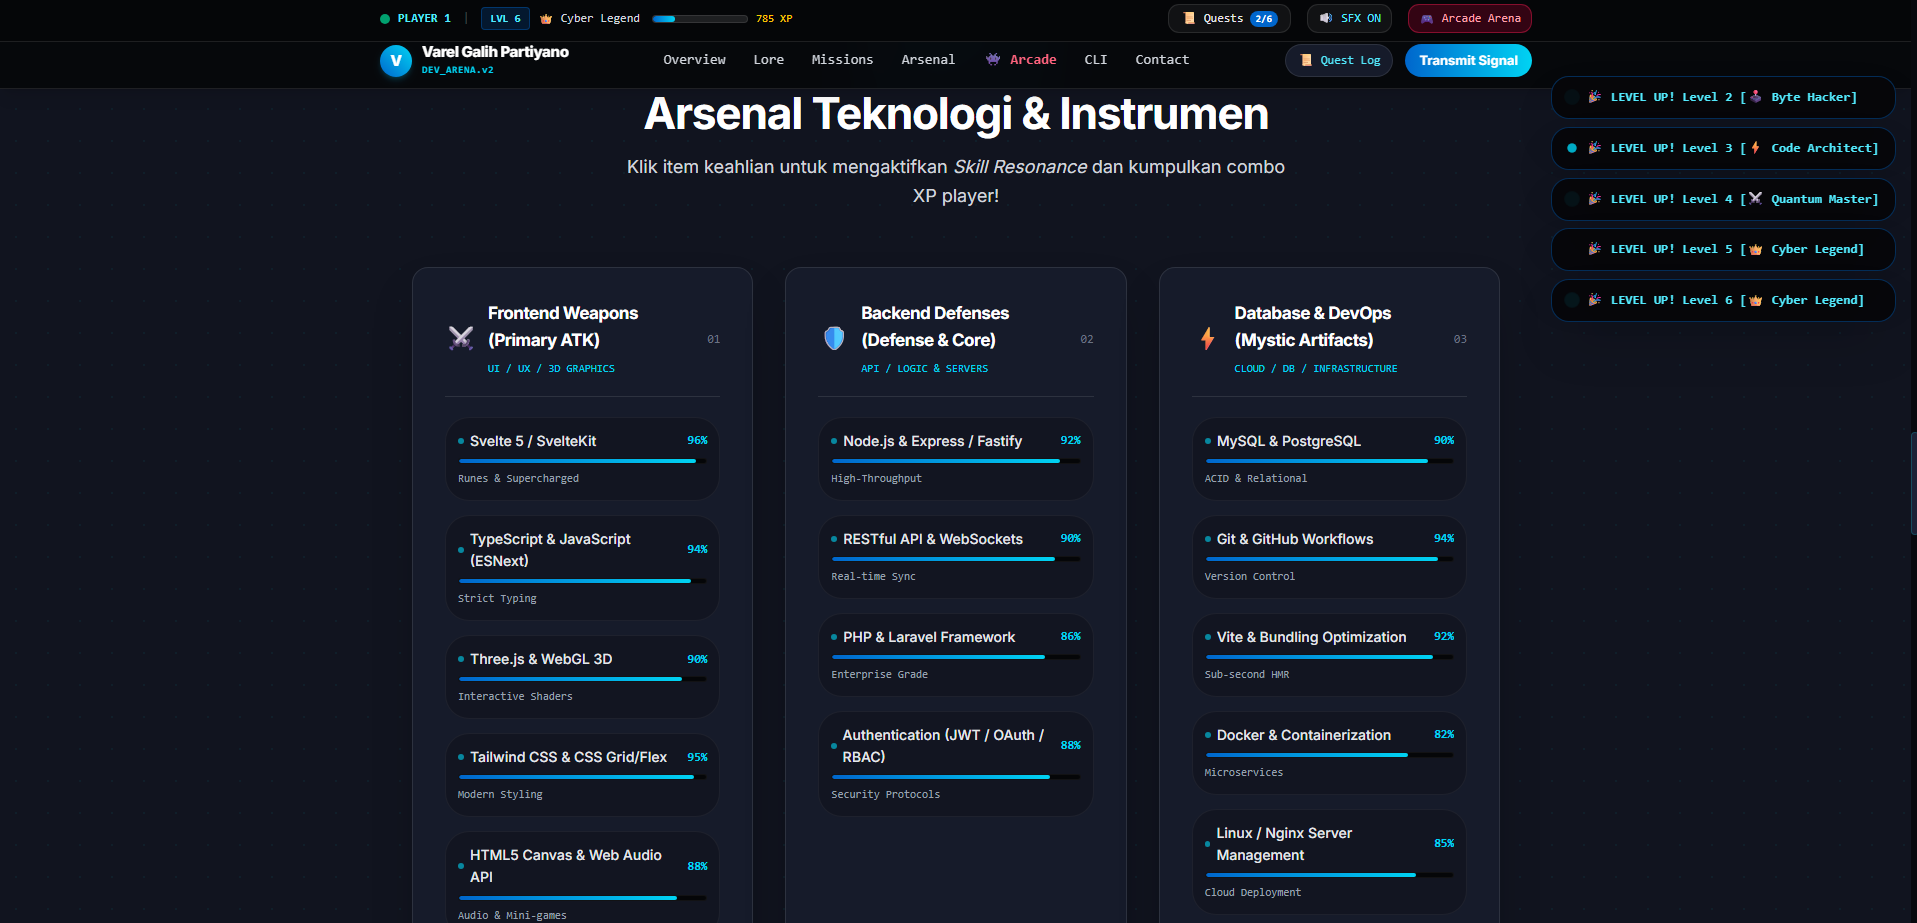 PLAYER 1 | LVL 6 Cyber Legend 785 XP Quests 2/6 SFX ON Arcade Arena
V Varel Galih Partiyano
DEV_ARENA.v2
Overview Lore Missions Arsenal Arcade CLI Contact Quest Log Transmit Signal
LEVEL UP! Level 2 [ Byte Hacker]
LEVEL UP! Level 3 [ Code Architect]
LEVEL UP! Level 4 [ Quantum Master]
LEVEL UP! Level 5 [ Cyber Legend]
LEVEL UP! Level 6 [ Cyber Legend]
Arsenal Teknologi & Instrumen
Klik item keahlian untuk mengaktifkan Skill Resonance dan kumpulkan combo
XP player!
Frontend Weapons
(Primary ATK)
01
UI / UX / 3D GRAPHICS
Svelte 5 / SvelteKit 96%
Runes & Supercharged
TypeScript & JavaScript
(ESNext)
94%
Strict Typing
Three.js & WebGL 3D 90%
Interactive Shaders
Tailwind CSS & CSS Grid/Flex 95%
Modern Styling
HTML5 Canvas & Web Audio
API
88%
Audio & Mini-games
Backend Defenses
(Defense & Core)
02
API / LOGIC & SERVERS
Node.js & Express / Fastify 92%
High-Throughput
RESTful API & WebSockets 90%
Real-time Sync
PHP & Laravel Framework 86%
Enterprise Grade
Authentication (JWT / OAuth /
RBAC)
88%
Security Protocols
Database & DevOps
(Mystic Artifacts)
03
CLOUD / DB / INFRASTRUCTURE
MySQL & PostgreSQL 90%
ACID & Relational
Git & GitHub Workflows 94%
Version Control
Vite & Bundling Optimization 92%
Sub-second HMR
Docker & Containerization 82%
Microservices
Linux / Nginx Server
Management
85%
Cloud Deployment